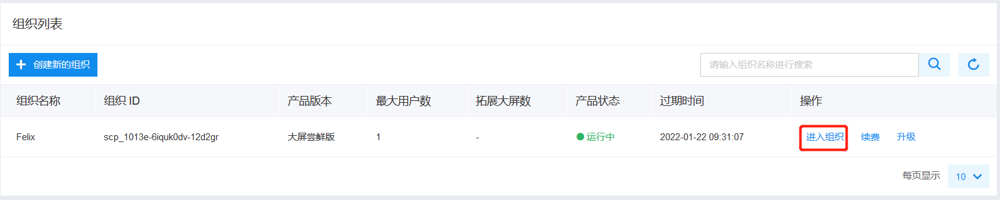 组织列表
创建新的组织
请输入组织名称进行搜索
组织名称 组织 ID 产品版本 最大用户数 拓展大屏数 产品状态 过期时间 操作
Felix scp_1013e-6iquk0dv-12d2gr 大屏尝鲜版 1 - 运行中 2022-01-22 09:31:07 进入组织 续费 升级
每页显示 10